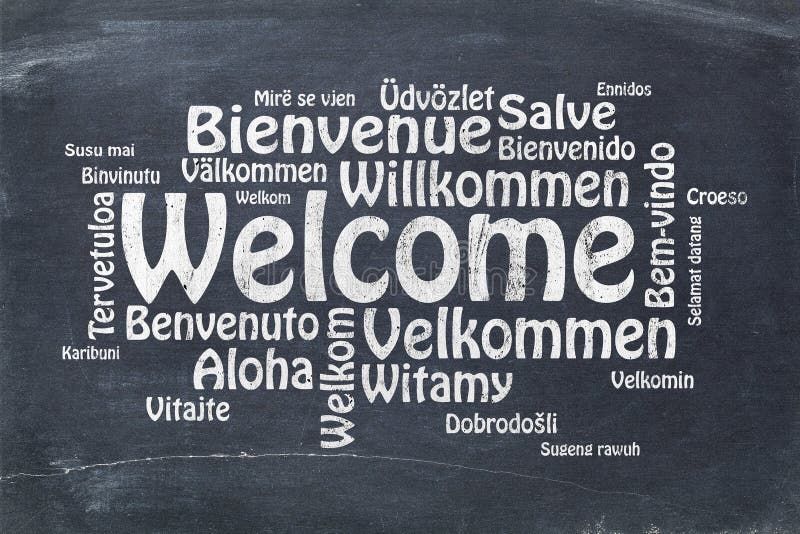 Ennidos
Mirë se vjen
Üdvözlet
Salve
Bienvenue
Susu mai
Välkommen
Bienvenido
Binvinutu
Willkommen
Welkom
Croeso
Welcome
Tervetuloa
Bem-vindo
Selamat datang
Benvenuto
Velkommen
Karibuni
Aloha
Welkom
Witamy
Velkomin
Vitajte
Dobrodošli
Sugeng rawuh